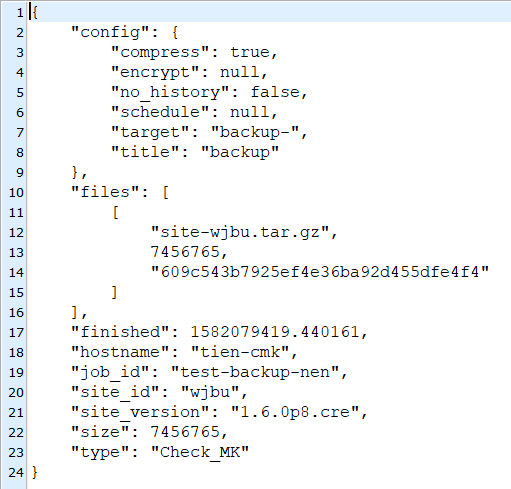 1 {
2     "config": {
3         "compress": true,
4         "encrypt": null,
5         "no_history": false,
6         "schedule": null,
7         "target": "backup-",
8         "title": "backup"
9     },
10     "files": [
11         [
12             "site-wjbu.tar.gz",
13             7456765,
14             "609c543b7925ef4e36ba92d455dfe4f4"
15         ]
16     ],
17     "finished": 1582079419.440161,
18     "hostname": "tien-cmk",
19     "job_id": "test-backup-nen",
20     "site_id": "wjbu",
21     "site_version": "1.6.0p8.cre",
22     "size": 7456765,
23     "type": "Check_MK"
24 }